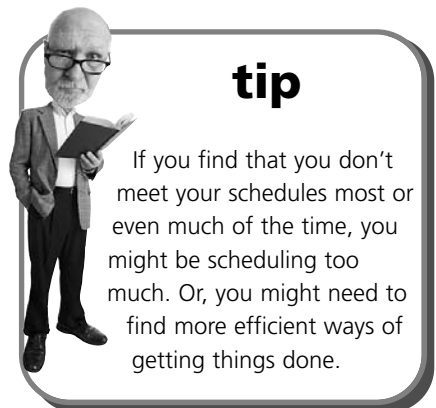 tip
If you find that you don’t
meet your schedules most or
even much of the time, you
might be scheduling too
much. Or, you might need to
find more efficient ways of
getting things done.